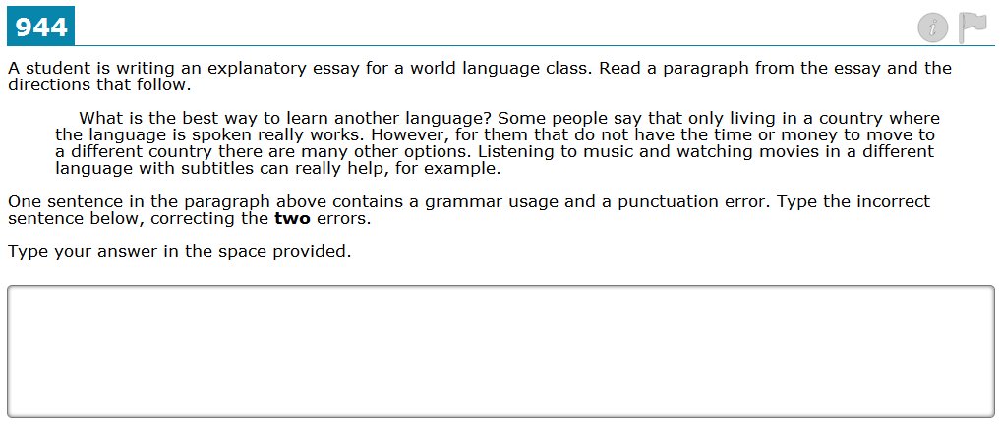 944
i
A student is writing an explanatory essay for a world language class. Read a paragraph from the essay and the
directions that follow.
What is the best way to learn another language? Some people say that only living in a country where
the language is spoken really works. However, for them that do not have the time or money to move to
a different country there are many other options. Listening to music and watching movies in a different
language with subtitles can really help, for example.
One sentence in the paragraph above contains a grammar usage and a punctuation error. Type the incorrect
sentence below, correcting the two errors.
Type your answer in the space provided.